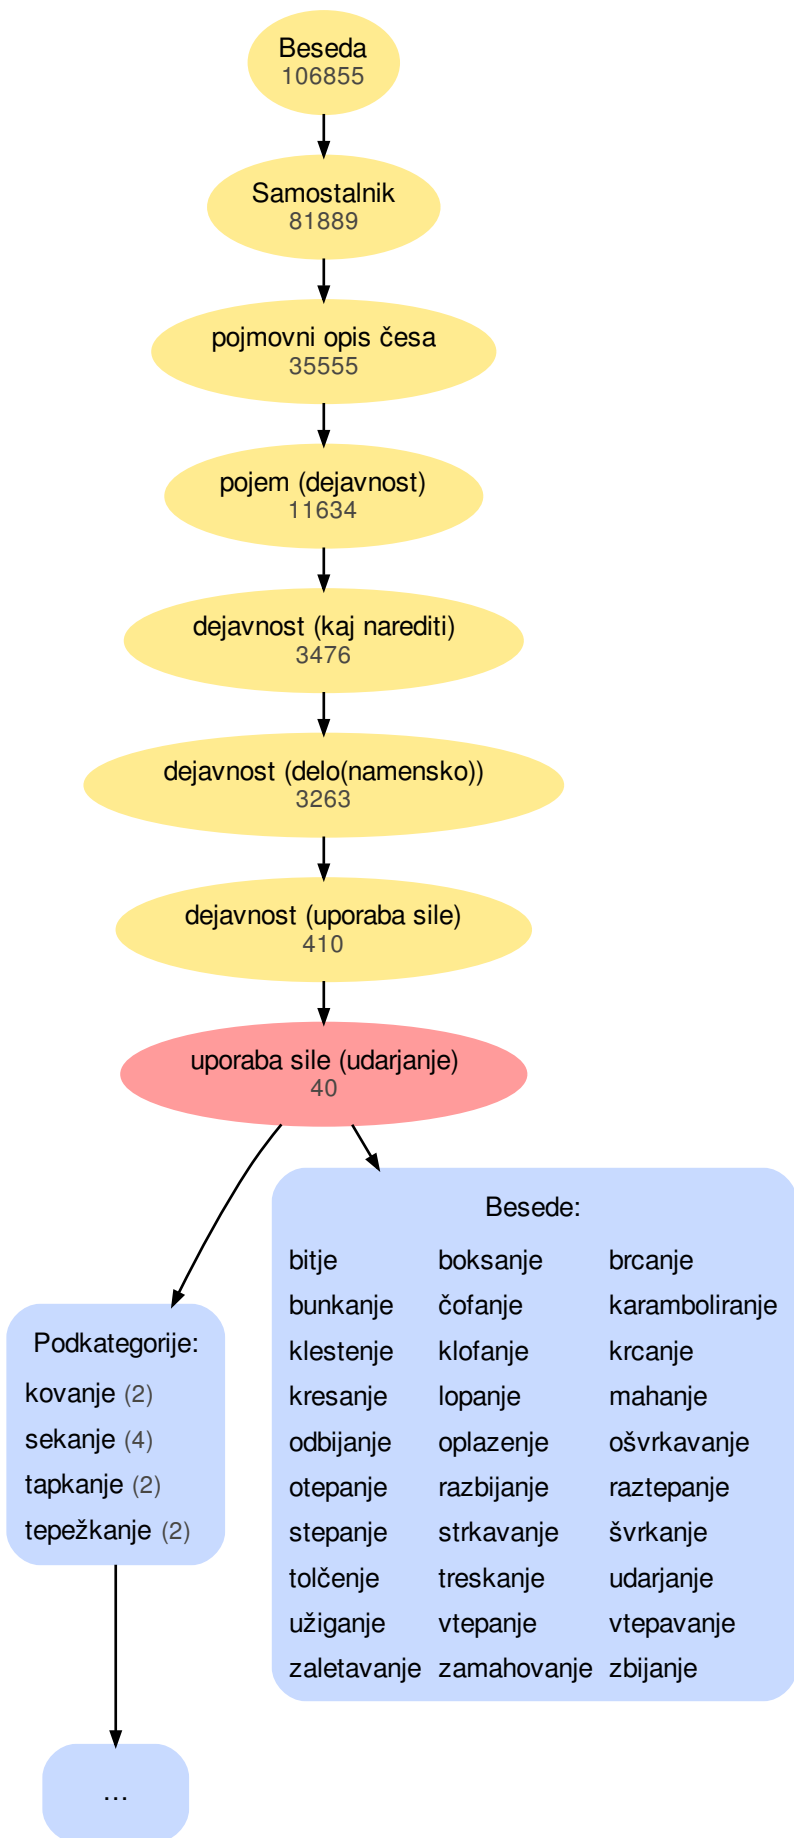 Beseda
106855
Samostalnik
81889
pojmovni opis česa
35555
pojem (dejavnost)
11634
dejavnost (kaj narediti)
3476
dejavnost (delo(namensko))
3263
dejavnost (uporaba sile)
410
uporaba sile (udarjanje)
40
Podkategorije:
kovanje (2)
sekanje (4)
tapkanje (2)
tepežkanje (2)
...
Besede:
bitje boksanje brcanje
bunkanje čofanje karamboliranje
klestenje klofanje krcanje
kresanje lopanje mahanje
odbijanje oplazenje ošvrkavanje
otepanje razbijanje raztepanje
stepanje strkavanje švrkanje
tolčenje treskanje udarjanje
užiganje vtepanje vtepavanje
zaletavanje zamahovanje zbijanje